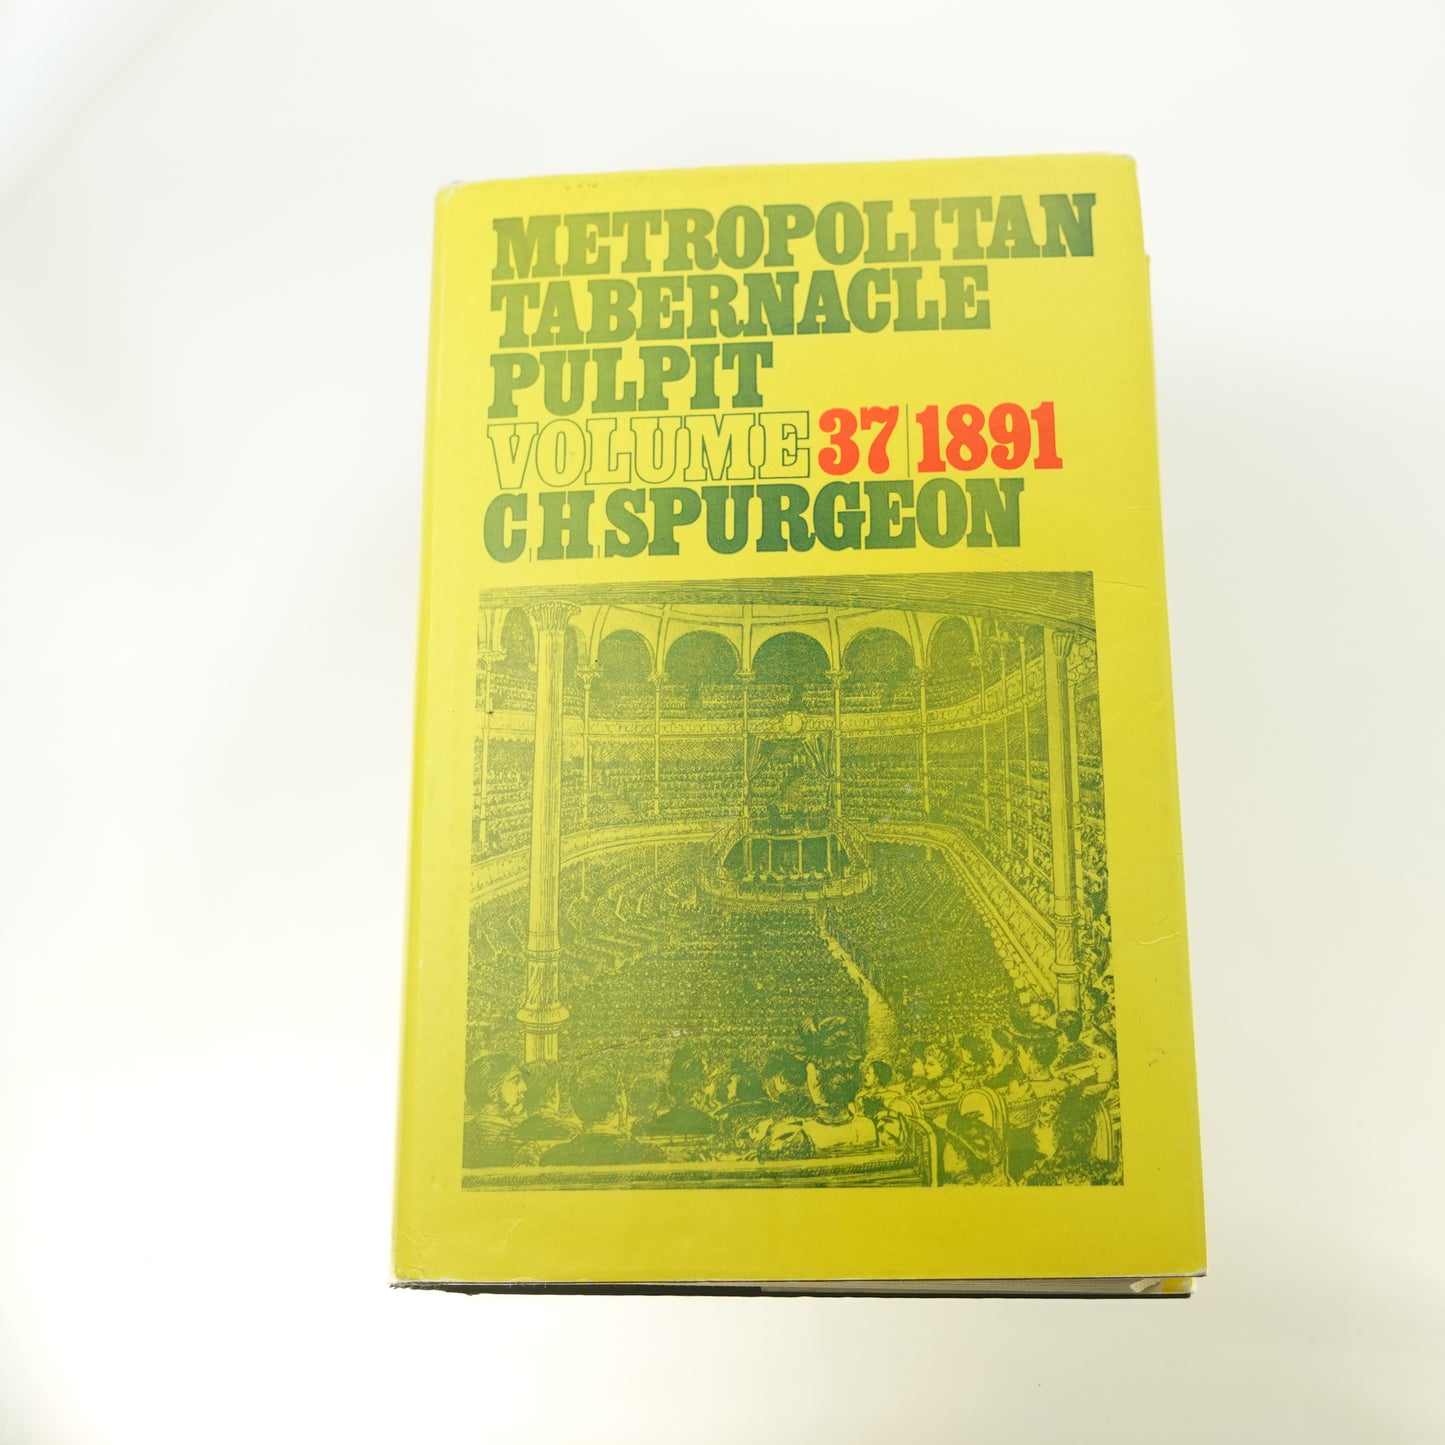 METROPOLITAN
TABERNACLE
PULPIT
VOLUME 37|1891
C|H|SPURGEON